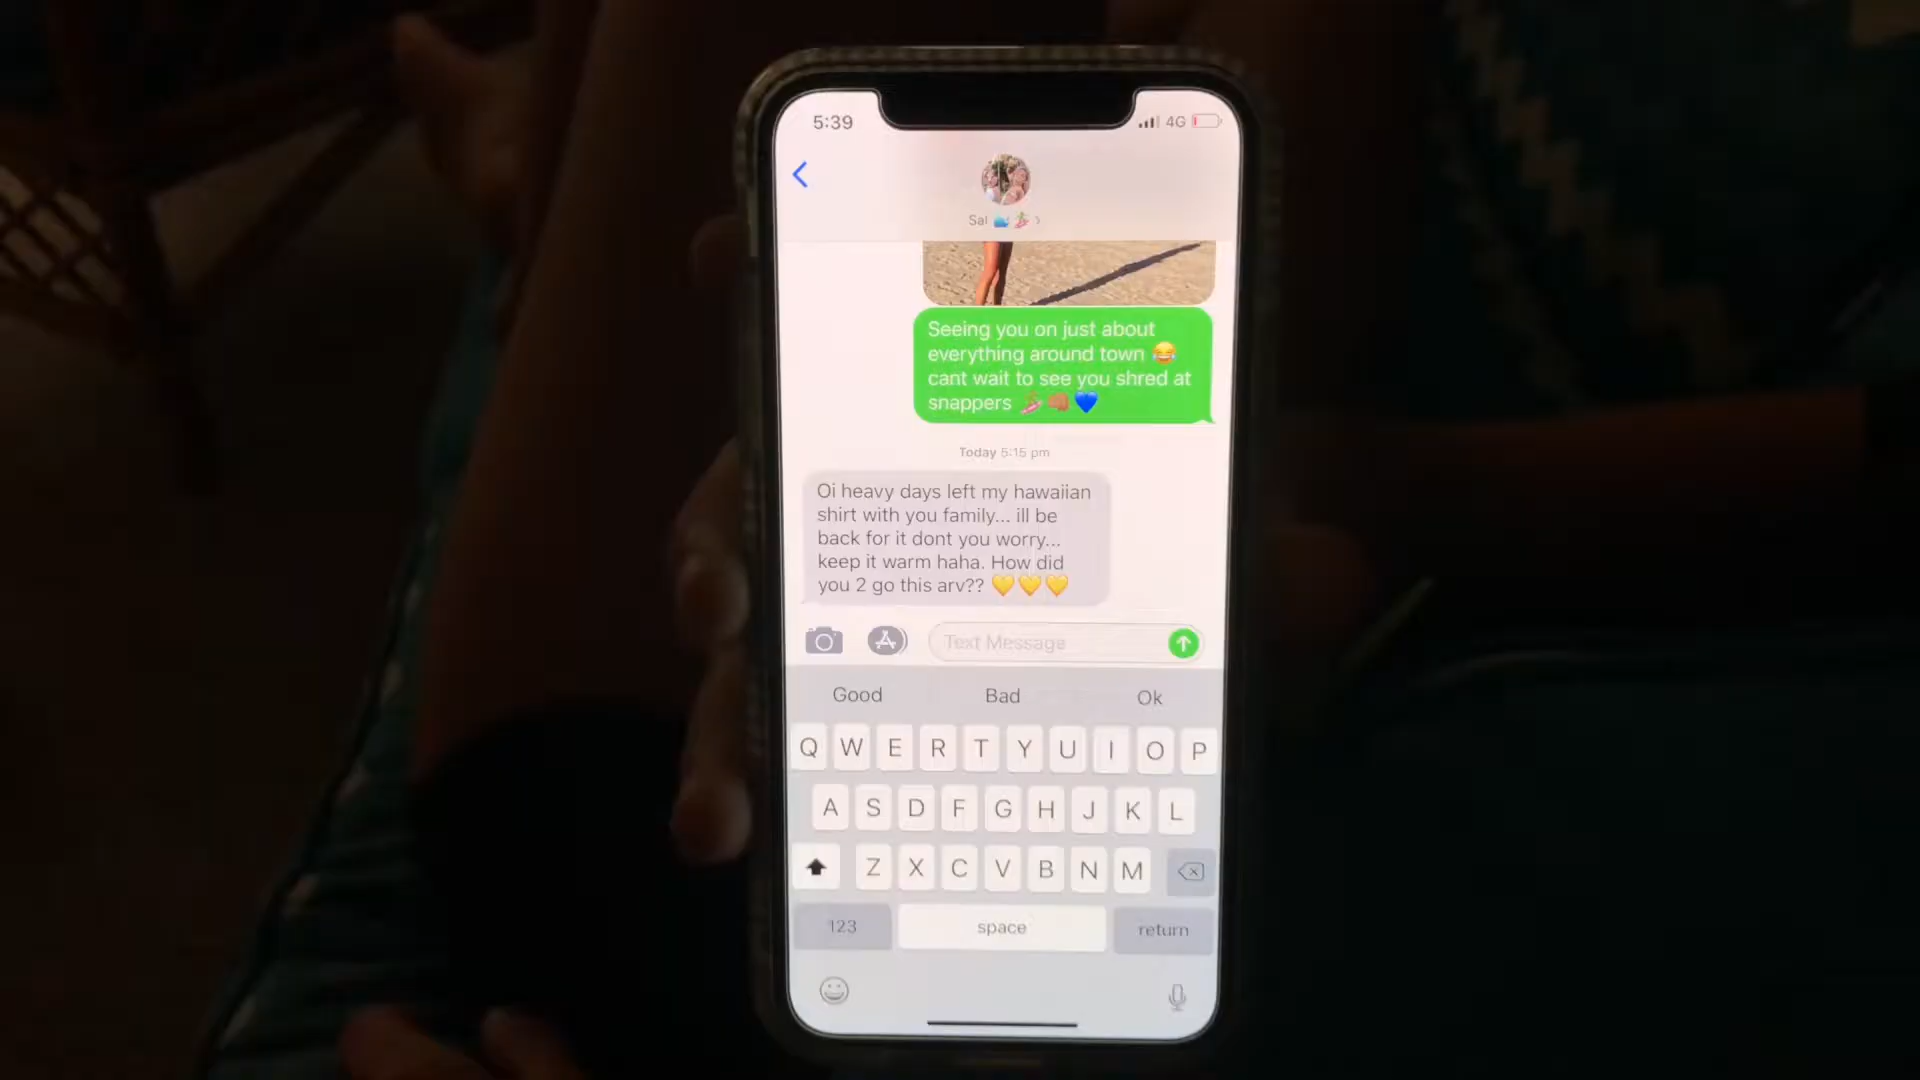 5:39
4G
Sal 🐳🏄 ›
Seeing you on just about
everything around town 😂
cant wait to see you shred at
snappers 🏄👊💙
Today 5:15 pm
Oi heavy days left my hawaiian
shirt with you family... ill be
back for it dont you worry...
keep it warm haha. How did
you 2 go this arv?? 💛💛💛
Text Message
Good Bad Ok
Q W E R T Y U I O P
A S D F G H J K L
Z X C V B N M
123 space return